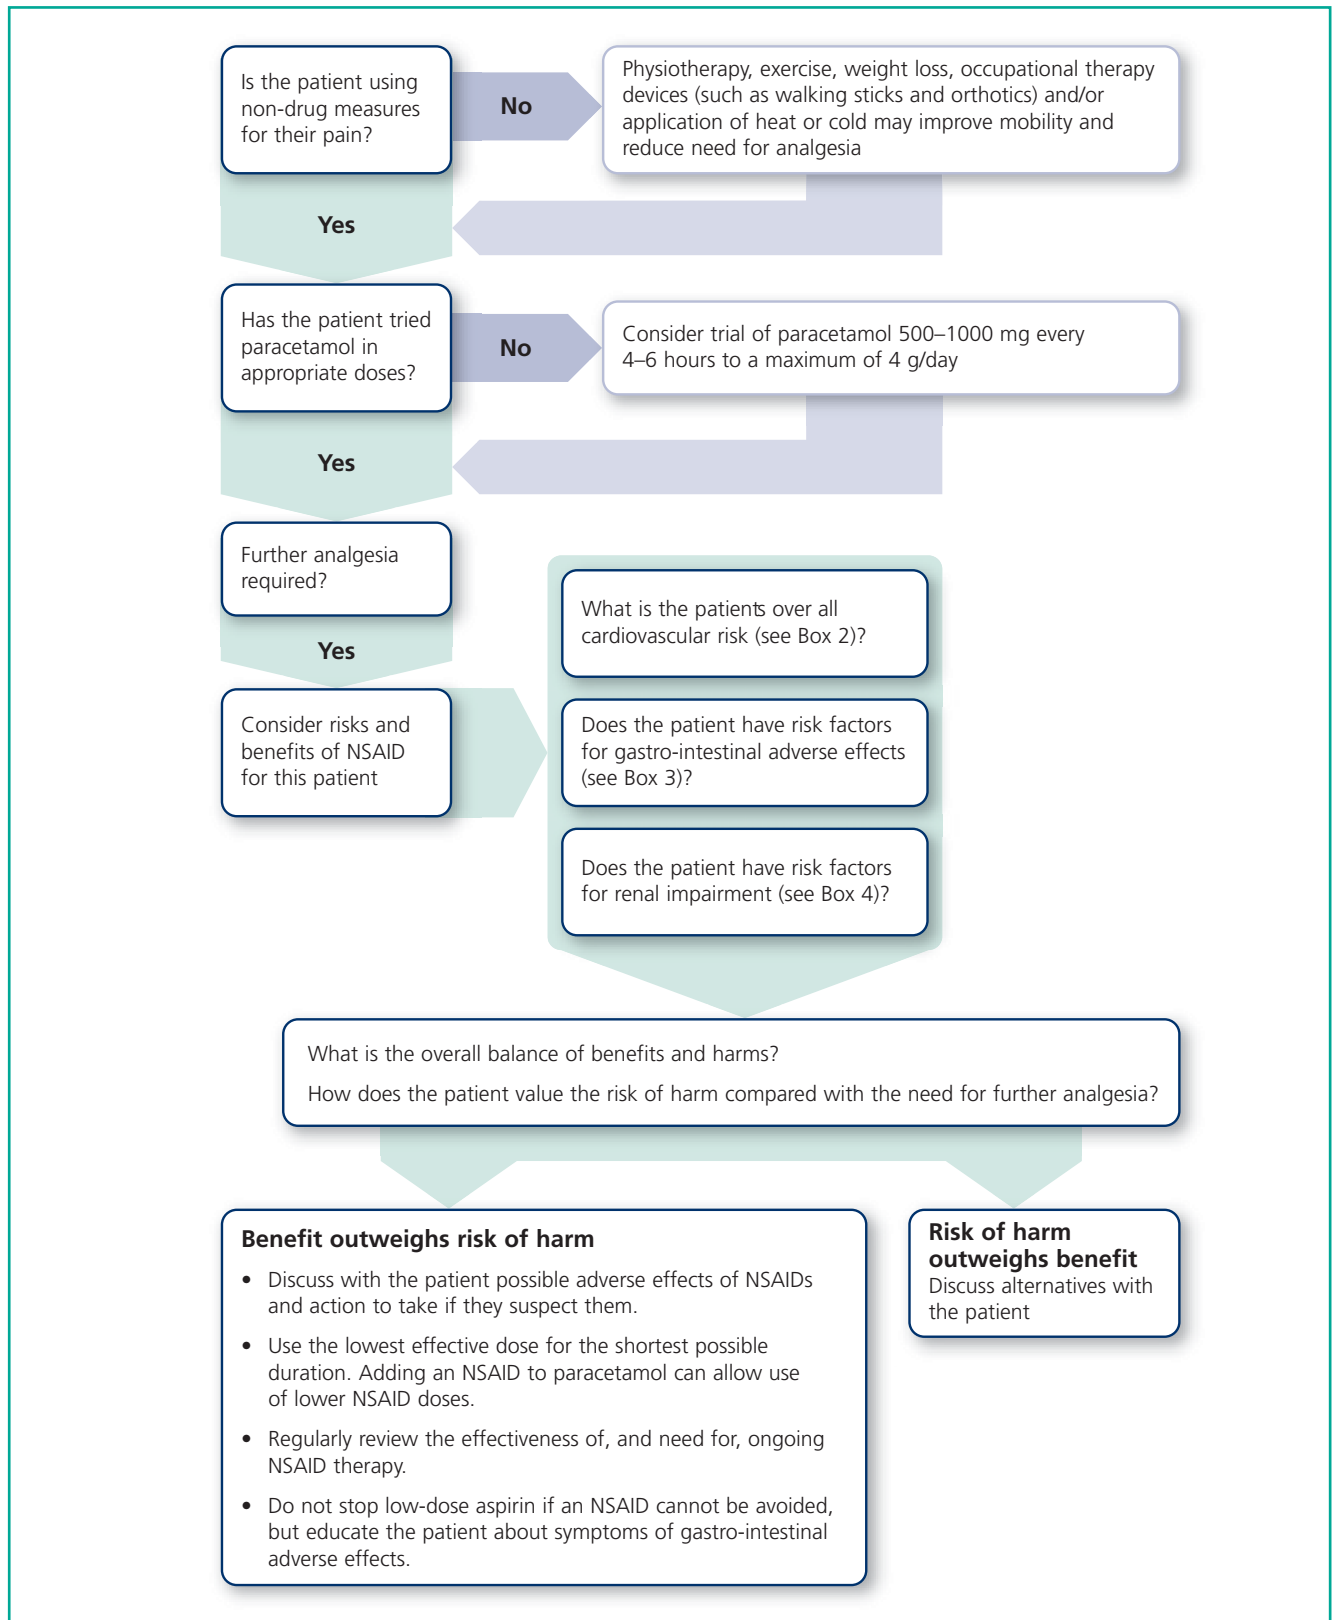 Is the patient using
non-drug measures
for their pain?
No
Physiotherapy, exercise, weight loss, occupational therapy
devices (such as walking sticks and orthotics) and/or
application of heat or cold may improve mobility and
reduce need for analgesia
Yes
Has the patient tried
paracetamol in
appropriate doses?
No
Consider trial of paracetamol 500–1000 mg every
4–6 hours to a maximum of 4 g/day
Yes
Further analgesia
required?
Yes
Consider risks and
benefits of NSAID
for this patient
What is the patients over all
cardiovascular risk (see Box 2)?
Does the patient have risk factors
for gastro-intestinal adverse effects
(see Box 3)?
Does the patient have risk factors
for renal impairment (see Box 4)?
What is the overall balance of benefits and harms?
How does the patient value the risk of harm compared with the need for further analgesia?
Benefit outweighs risk of harm
• Discuss with the patient possible adverse effects of NSAIDs
and action to take if they suspect them.
• Use the lowest effective dose for the shortest possible
duration. Adding an NSAID to paracetamol can allow use
of lower NSAID doses.
• Regularly review the effectiveness of, and need for, ongoing
NSAID therapy.
• Do not stop low-dose aspirin if an NSAID cannot be avoided,
but educate the patient about symptoms of gastro-intestinal
adverse effects.
Risk of harm
outweighs benefit
Discuss alternatives with
the patient